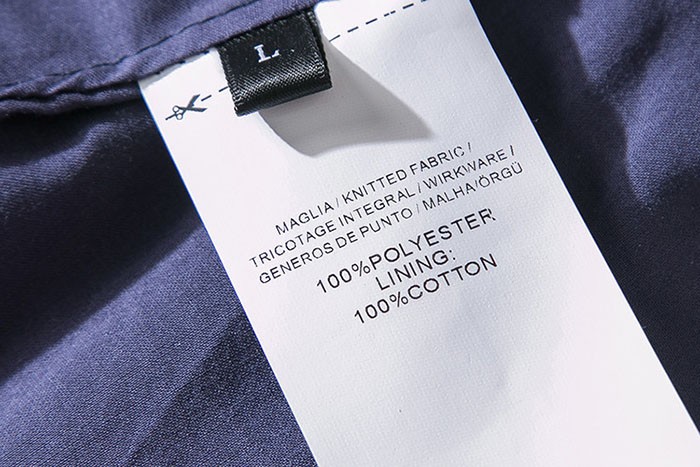 L
MAGLIA / KNITTED FABRIC /
TRICOTAGE INTEGRAL / WIRKWARE /
GENEROS DE PUNTO / MALHA/ÖRGÜ
100%POLYESTER
LINING:
100%COTTON